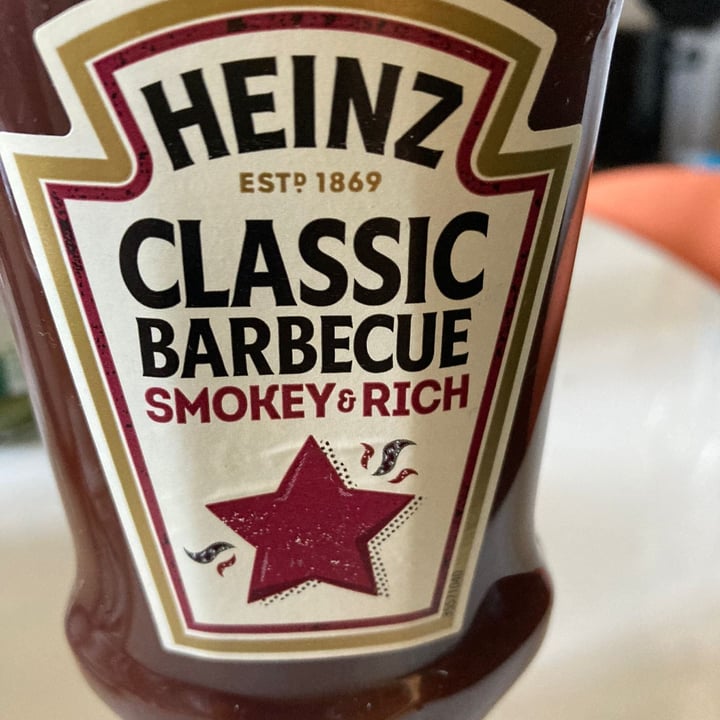 HEINZ
ESTD 1869
CLASSIC
BARBECUE
SMOKEY & RICH